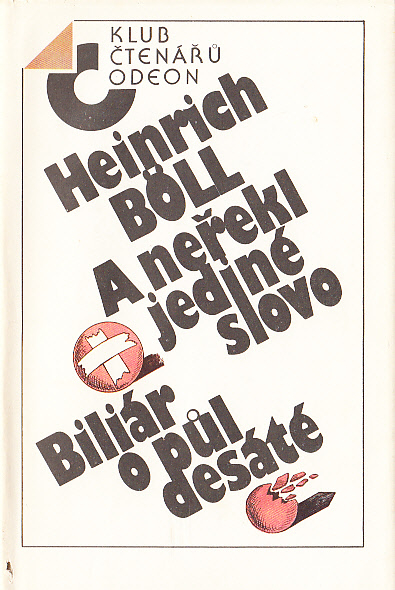 KLUB
ČTENÁŘŮ
ODEON
Heinrich
BÖLL
A neřekl
jediné
slovo
Biliár
o půl
desáté